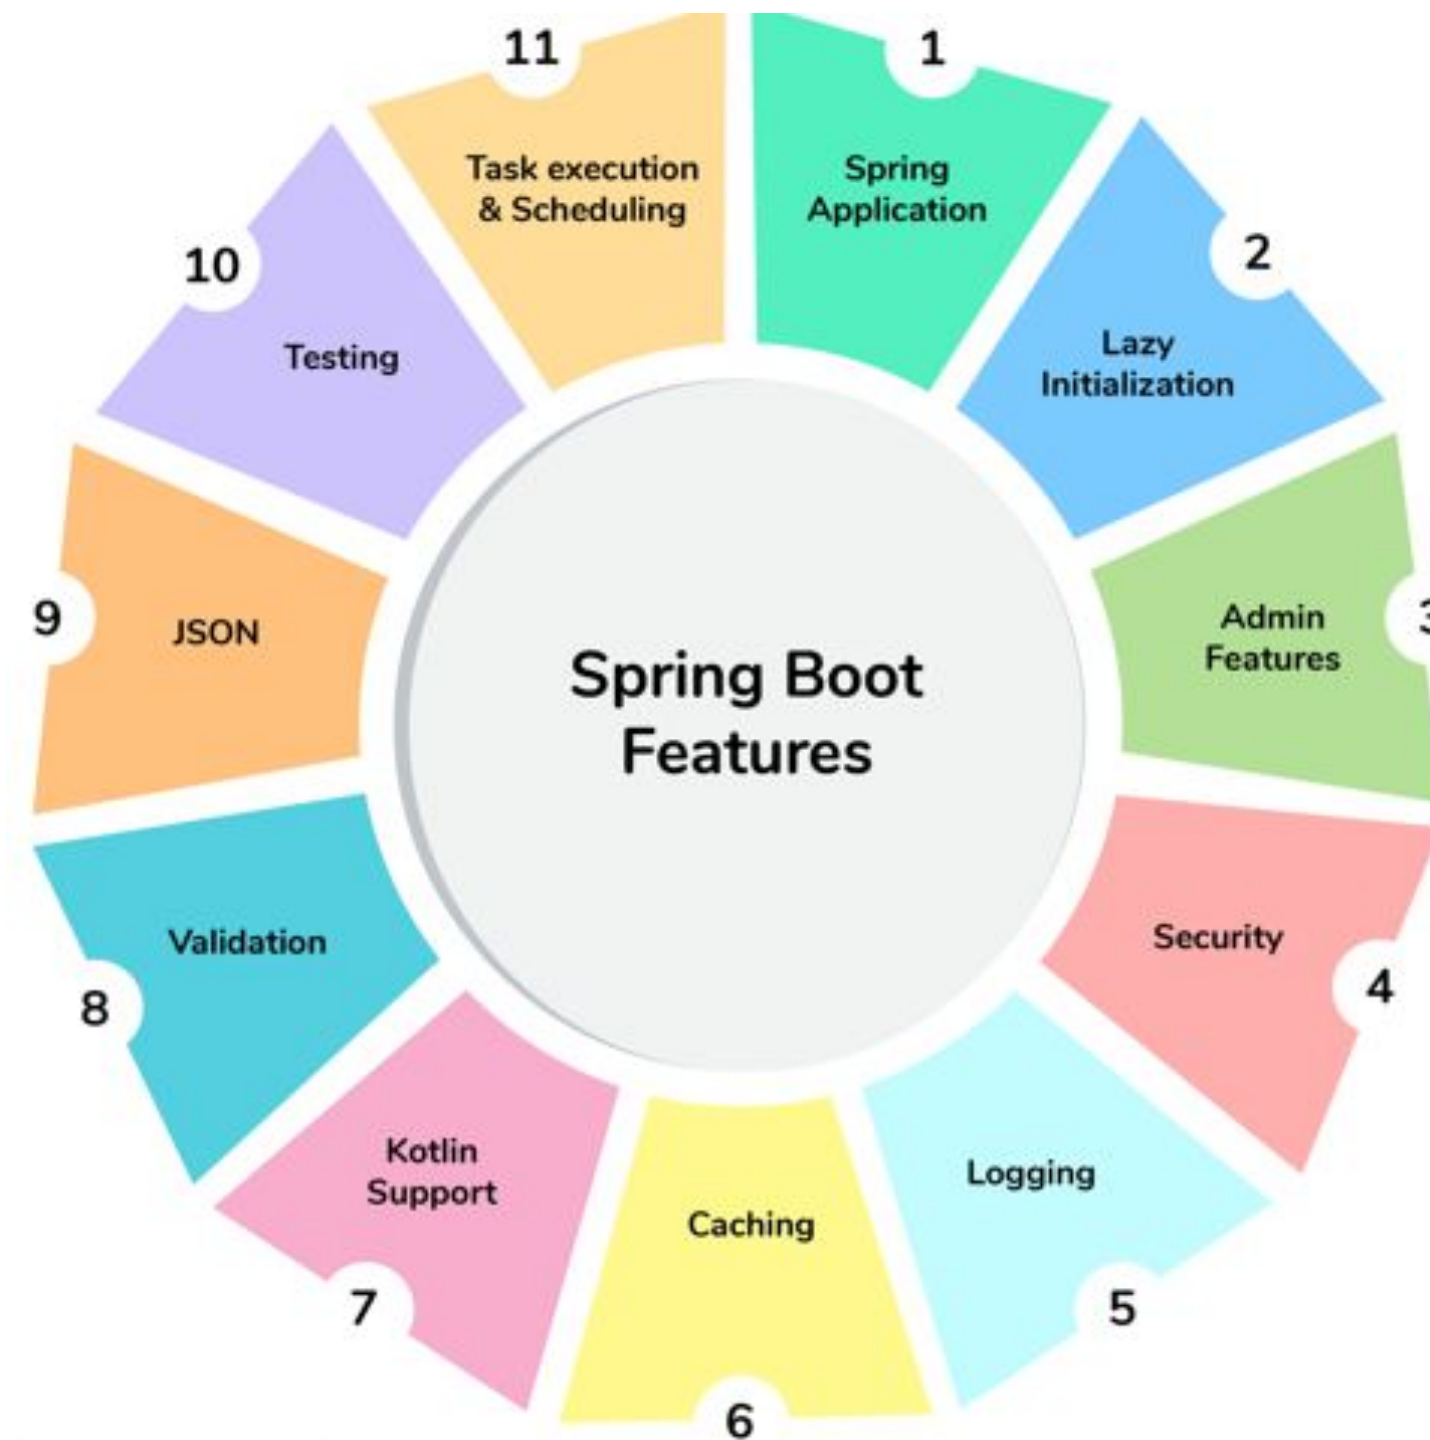 Spring Boot
Features
1
Spring
Application
2
Lazy
Initialization
3
Admin
Features
4
Security
5
Logging
6
Caching
7
Kotlin
Support
8
Validation
9
JSON
10
Testing
11
Task execution
& Scheduling